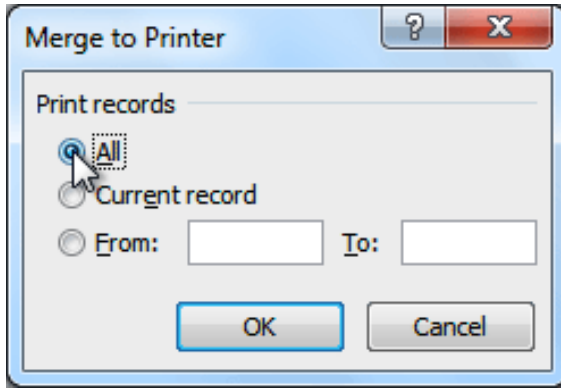 Merge to Printer
Print records
All
Current record
From: To:
OK Cancel